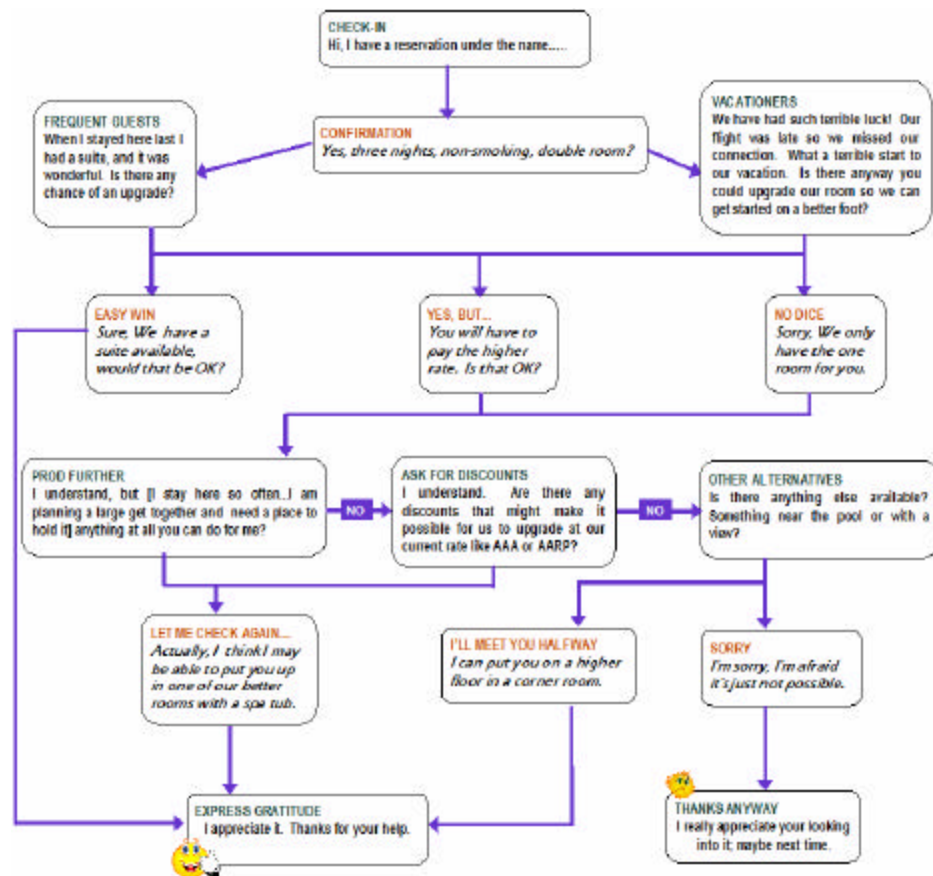 CHECK-IN
Hi, I have a reservation under the name.....
FREQUENT GUESTS
When I stayed here last I
had a suite, and it was
wonderful. Is there any
chance of an upgrade?
CONFIRMATION
Yes, three nights, non-smoking, double room?
VACATIONERS
We have had such terrible luck! Our
flight was late so we missed our
connection. What a terrible start to
our vacation. Is there anyway you
could upgrade our room so we can
get started on a better foot?
EASY WIN
Sure, We have a
suite available,
would that be OK?
YES, BUT...
You will have to
pay the higher
rate. Is that OK?
NO DICE
Sorry, We only
have the one
room for you.
PROD FURTHER
I understand, but [I stay here so often..I am
planning a large get together and need a place to
hold it] anything at all you can do for me?
NO
ASK FOR DISCOUNTS
I understand. Are there any
discounts that might make it
possible for us to upgrade at our
current rate like AAA or AARP?
NO
OTHER ALTERNATIVES
Is there anything else available?
Something near the pool or with a
view?
LET ME CHECK AGAIN....
Actually, I think I may
be able to put you up
in one of our better
rooms with a spa tub.
I'LL MEET YOU HALFWAY
I can put you on a higher
floor in a corner room.
SORRY
I'm sorry, I'm afraid
it's just not possible.
EXPRESS GRATITUDE
I appreciate it. Thanks for your help.
THANKS ANYWAY
I really appreciate your looking
into it; maybe next time.